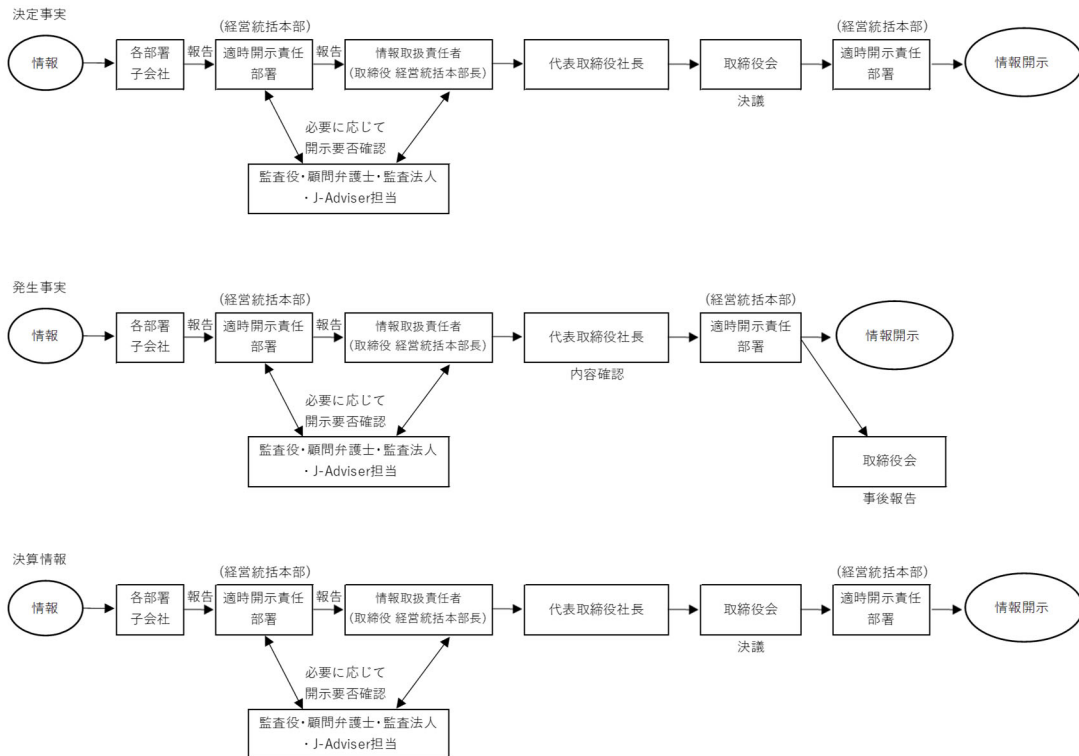 決定事実
(経営統括本部)
(経営統括本部)
情報
各部署
子会社
報告
適時開示責任
部署
報告
情報取扱責任者
(取締役 経営統括本部長)
代表取締役社長
取締役会
決議
適時開示責任
部署
情報開示
必要に応じて
開示要否確認
監査役・顧問弁護士・監査法人
・J-Adviser担当
発生事実
(経営統括本部)
(経営統括本部)
情報
各部署
子会社
報告
適時開示責任
部署
報告
情報取扱責任者
(取締役 経営統括本部長)
代表取締役社長
内容確認
適時開示責任
部署
情報開示
必要に応じて
開示要否確認
監査役・顧問弁護士・監査法人
・J-Adviser担当
取締役会
事後報告
決算情報
(経営統括本部)
(経営統括本部)
情報
各部署
子会社
報告
適時開示責任
部署
報告
情報取扱責任者
(取締役 経営統括本部長)
代表取締役社長
取締役会
決議
適時開示責任
部署
情報開示
必要に応じて
開示要否確認
監査役・顧問弁護士・監査法人
・J-Adviser担当